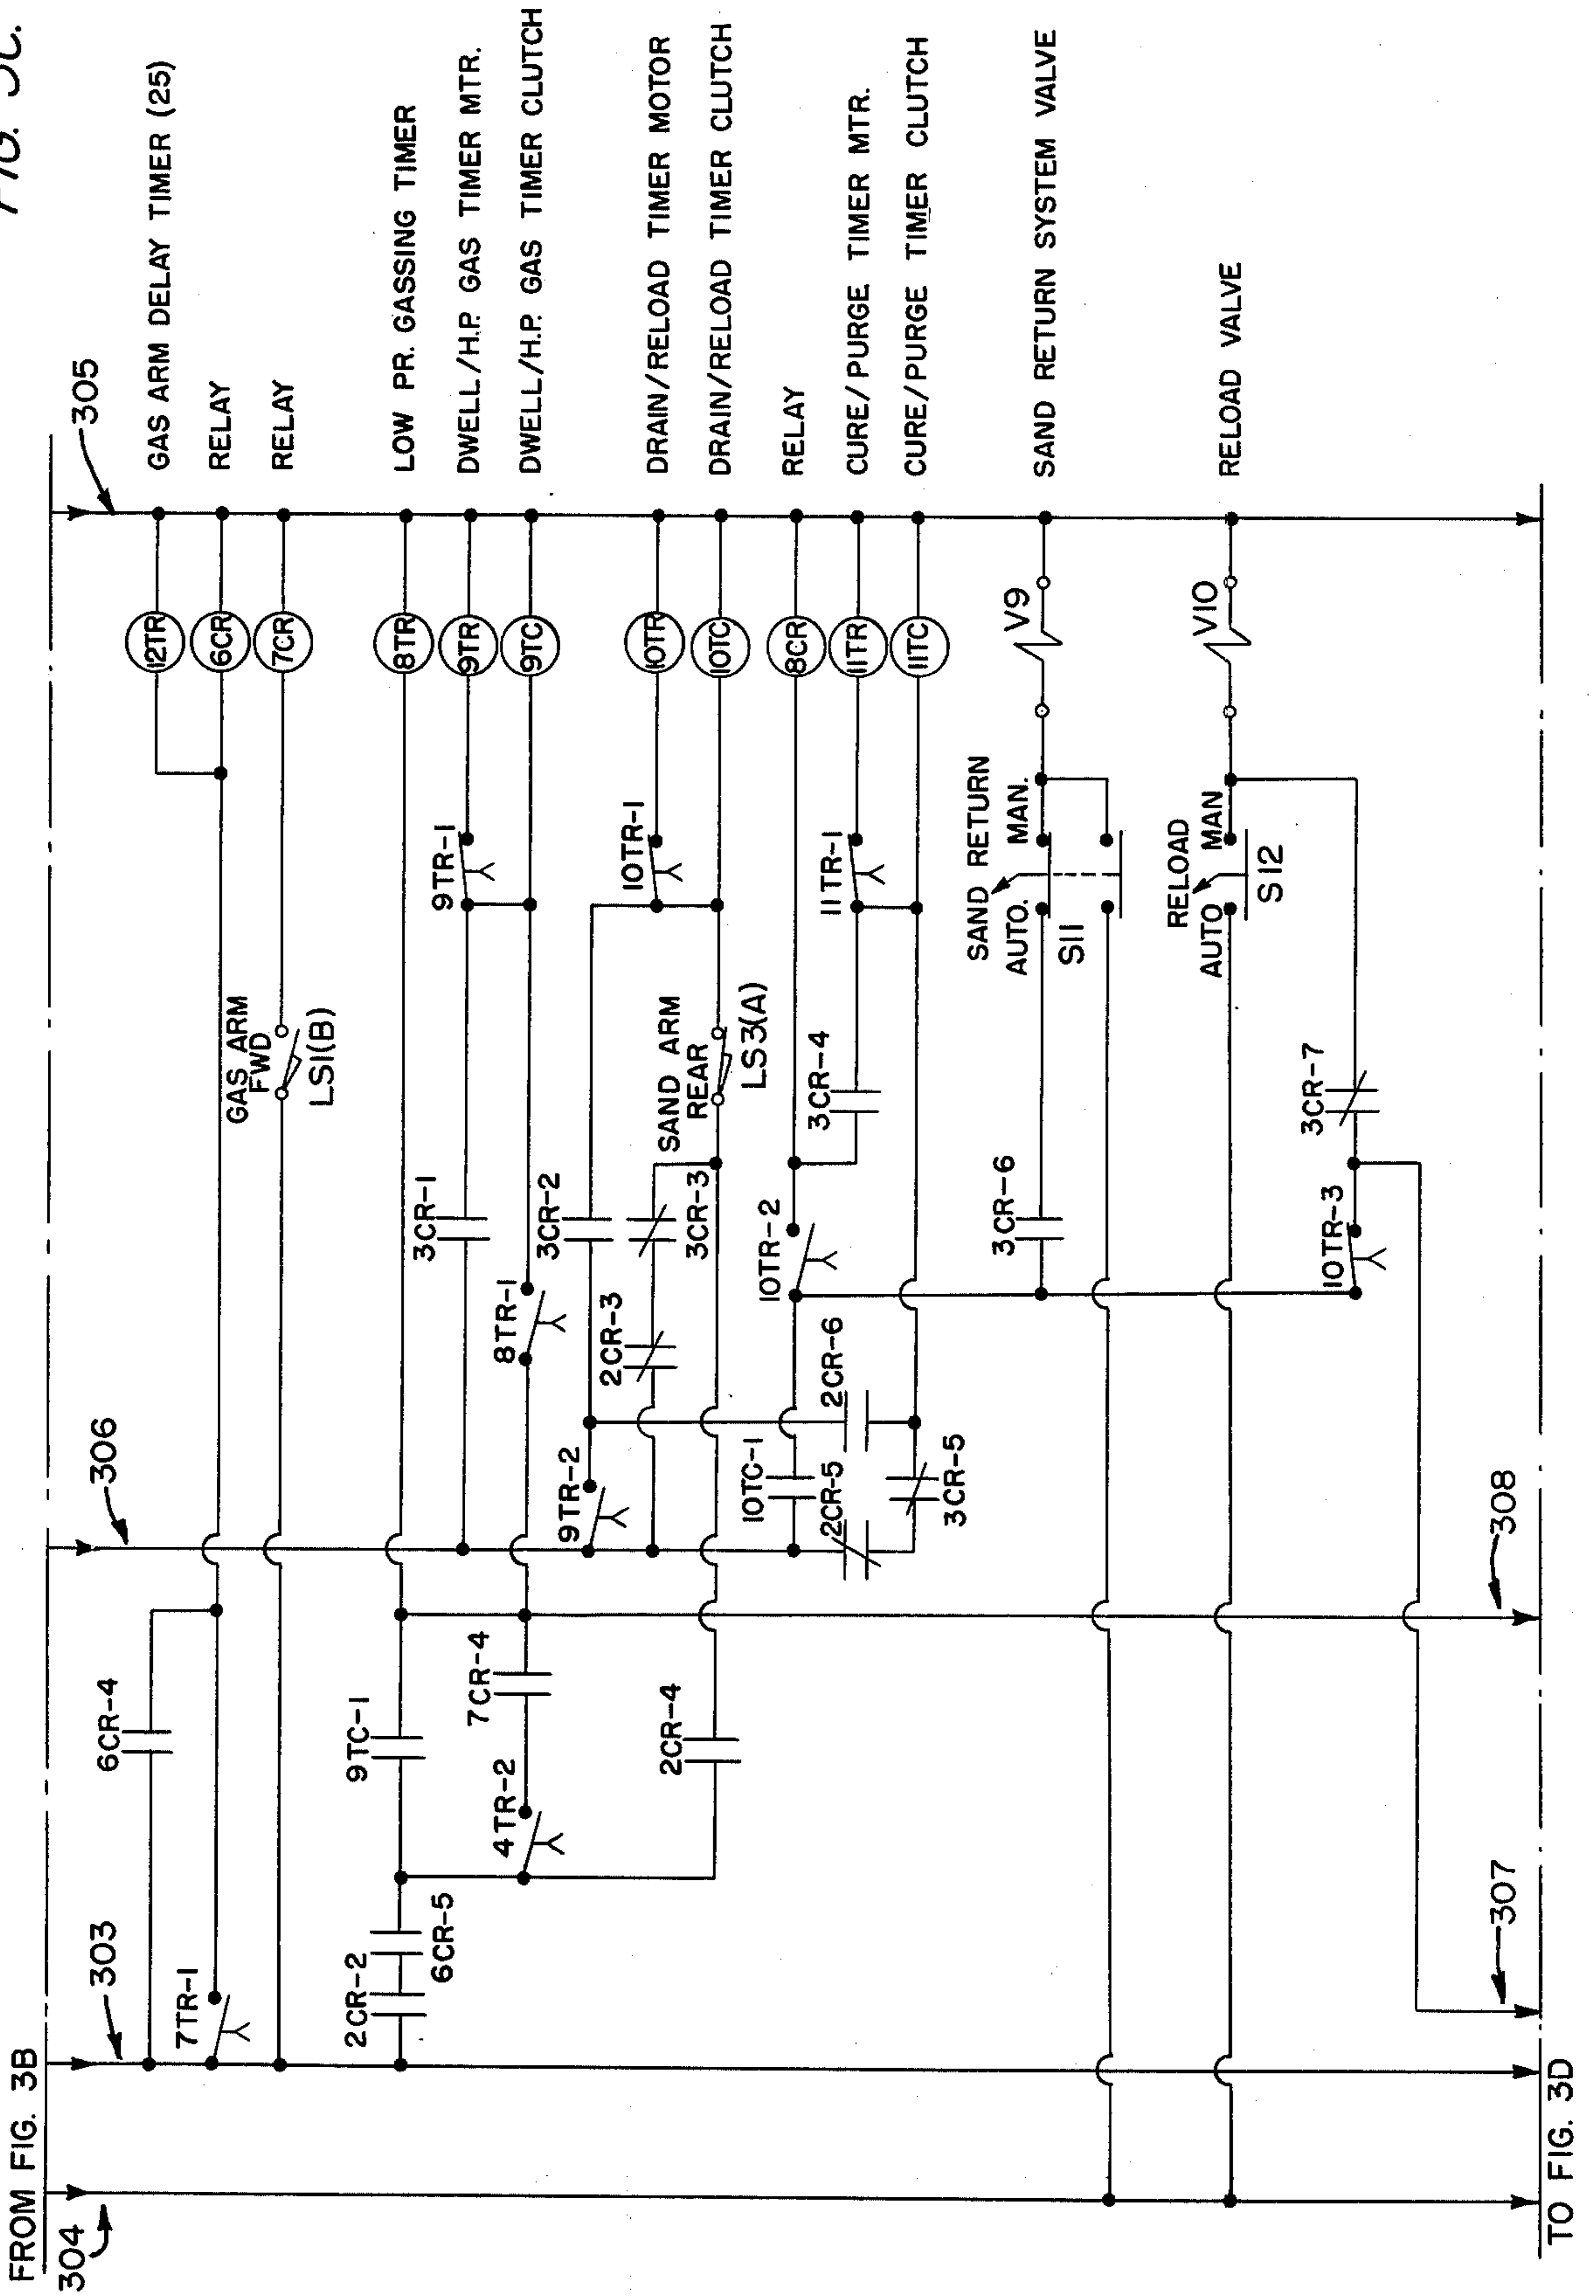 FIG. 3C.
FROM FIG. 3B
304
303
306
305
6CR-4
12TR
GAS ARM DELAY TIMER (25)
7TR-1
6CR
RELAY
GAS ARM
FWD
LS1(B)
7CR
RELAY
2CR-2
6CR-5
9TC-1
8TR
LOW PR. GASSING TIMER
3CR-1
9TR-1
9TR
DWELL/H.P. GAS TIMER MTR.
4TR-2
7CR-4
8TR-1
9TC
DWELL/H.P. GAS TIMER CLUTCH
9TR-2
3CR-2
2CR-3
3CR-3
10TR-1
10TR
DRAIN/RELOAD TIMER MOTOR
2CR-4
SAND ARM
REAR
LS3(A)
10TC
DRAIN/RELOAD TIMER CLUTCH
10TC-1
10TR-2
8CR
RELAY
2CR-5
2CR-6
3CR-4
11TR-1
11TR
CURE/PURGE TIMER MTR.
3CR-5
11TC
CURE/PURGE TIMER CLUTCH
3CR-6
SAND RETURN
AUTO. MAN.
S11
V9
SAND RETURN SYSTEM VALVE
RELOAD
AUTO MAN
S12
V10
RELOAD VALVE
10TR-3
3CR-7
307
308
TO FIG. 3D